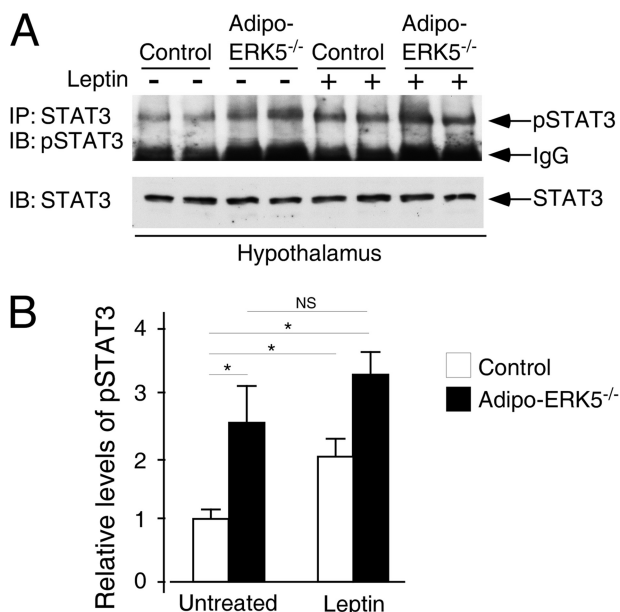 A
Control
Adipo-
ERK5-/-
Control
Adipo-
ERK5-/-
Leptin - - - - + + + +
IP: STAT3
IB: pSTAT3
pSTAT3
IgG
IB: STAT3
STAT3
Hypothalamus
B
Relative levels of pSTAT3
4
3
2
1
0
NS
*
*
*
Untreated
Leptin
Control
Adipo-ERK5-/-